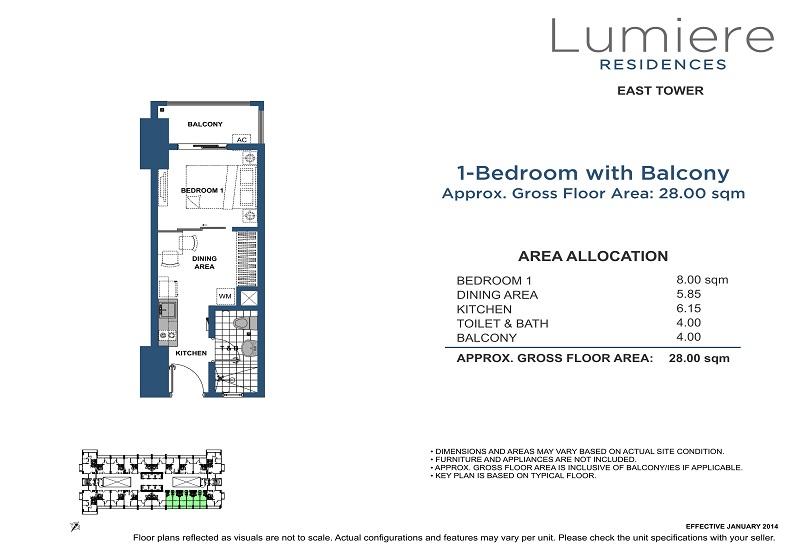 Lumiere
RESIDENCES
EAST TOWER
BALCONY
AC
BEDROOM 1
DINING
AREA
WM
T & B
KITCHEN
1-Bedroom with Balcony
Approx. Gross Floor Area: 28.00 sqm
AREA ALLOCATION
BEDROOM 1 8.00 sqm
DINING AREA 5.85
KITCHEN 6.15
TOILET & BATH 4.00
BALCONY 4.00
APPROX. GROSS FLOOR AREA: 28.00 sqm
• DIMENSIONS AND AREAS MAY VARY BASED ON ACTUAL SITE CONDITION.
• FURNITURE AND APPLIANCES ARE NOT INCLUDED.
• APPROX. GROSS FLOOR AREA IS INCLUSIVE OF BALCONY/IES IF APPLICABLE.
• KEY PLAN IS BASED ON TYPICAL FLOOR.
EFFECTIVE JANUARY 2014
Floor plans reflected as visuals are not to scale. Actual configurations and features may vary per unit. Please check the unit specifications with your seller.